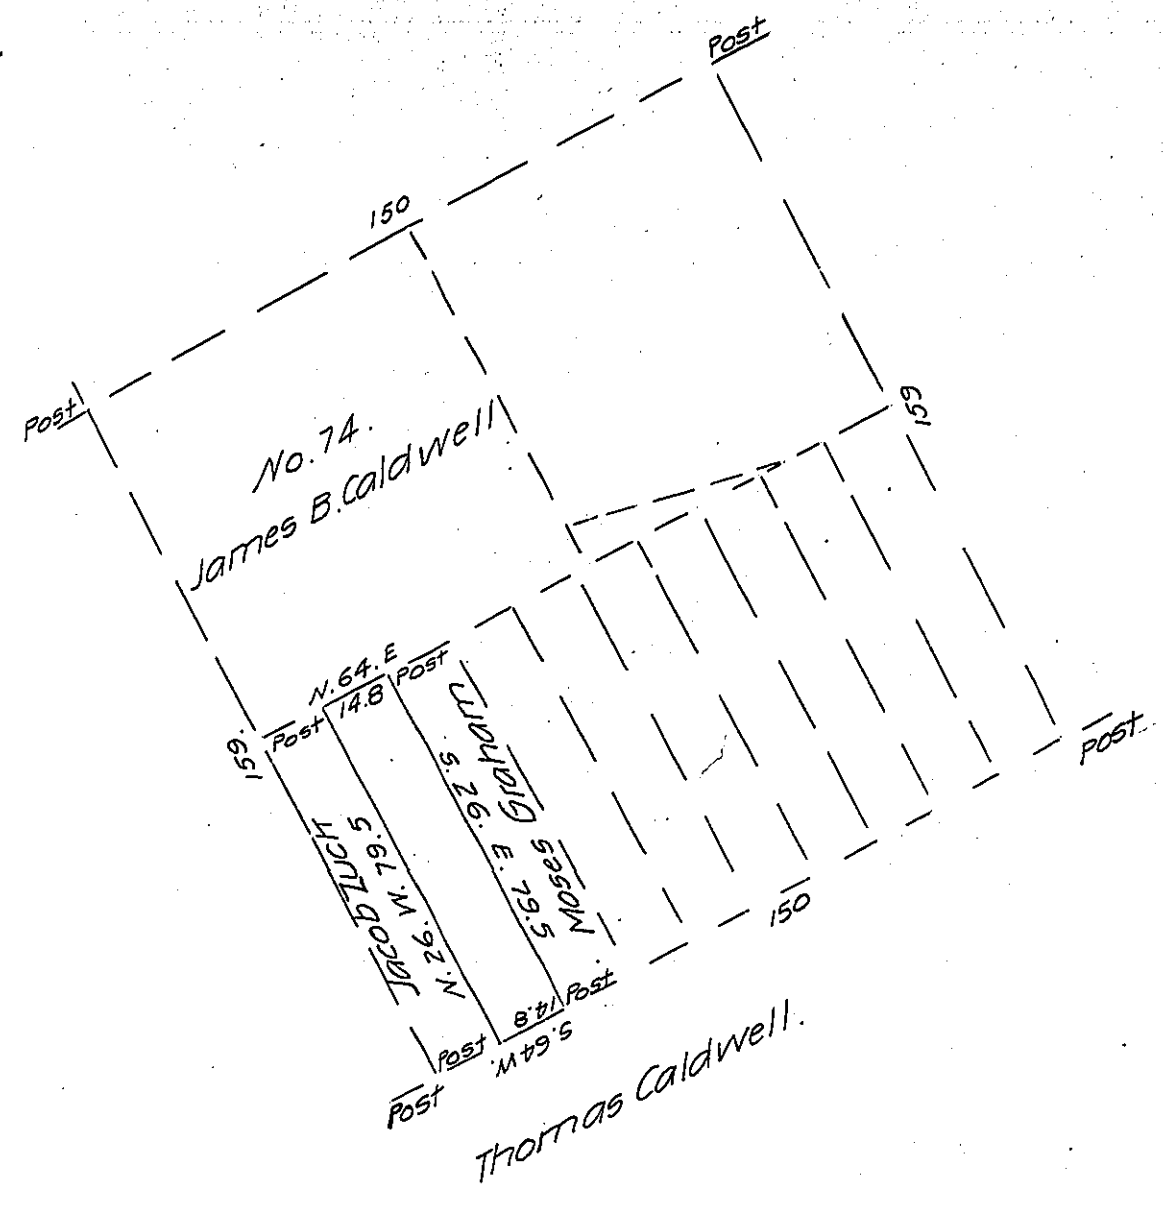 Post
150
Post
No. 74.
James B. Caldwell
159
N. 64. E
14.8
Post
Post
159.
Jacob Zuch
N. 26. W. 79.5
S. 26. E. 79.5
Moses Graham
Post
150
14.8
Post
S. 64 W.
Post
Post
Thomas Caldwell.